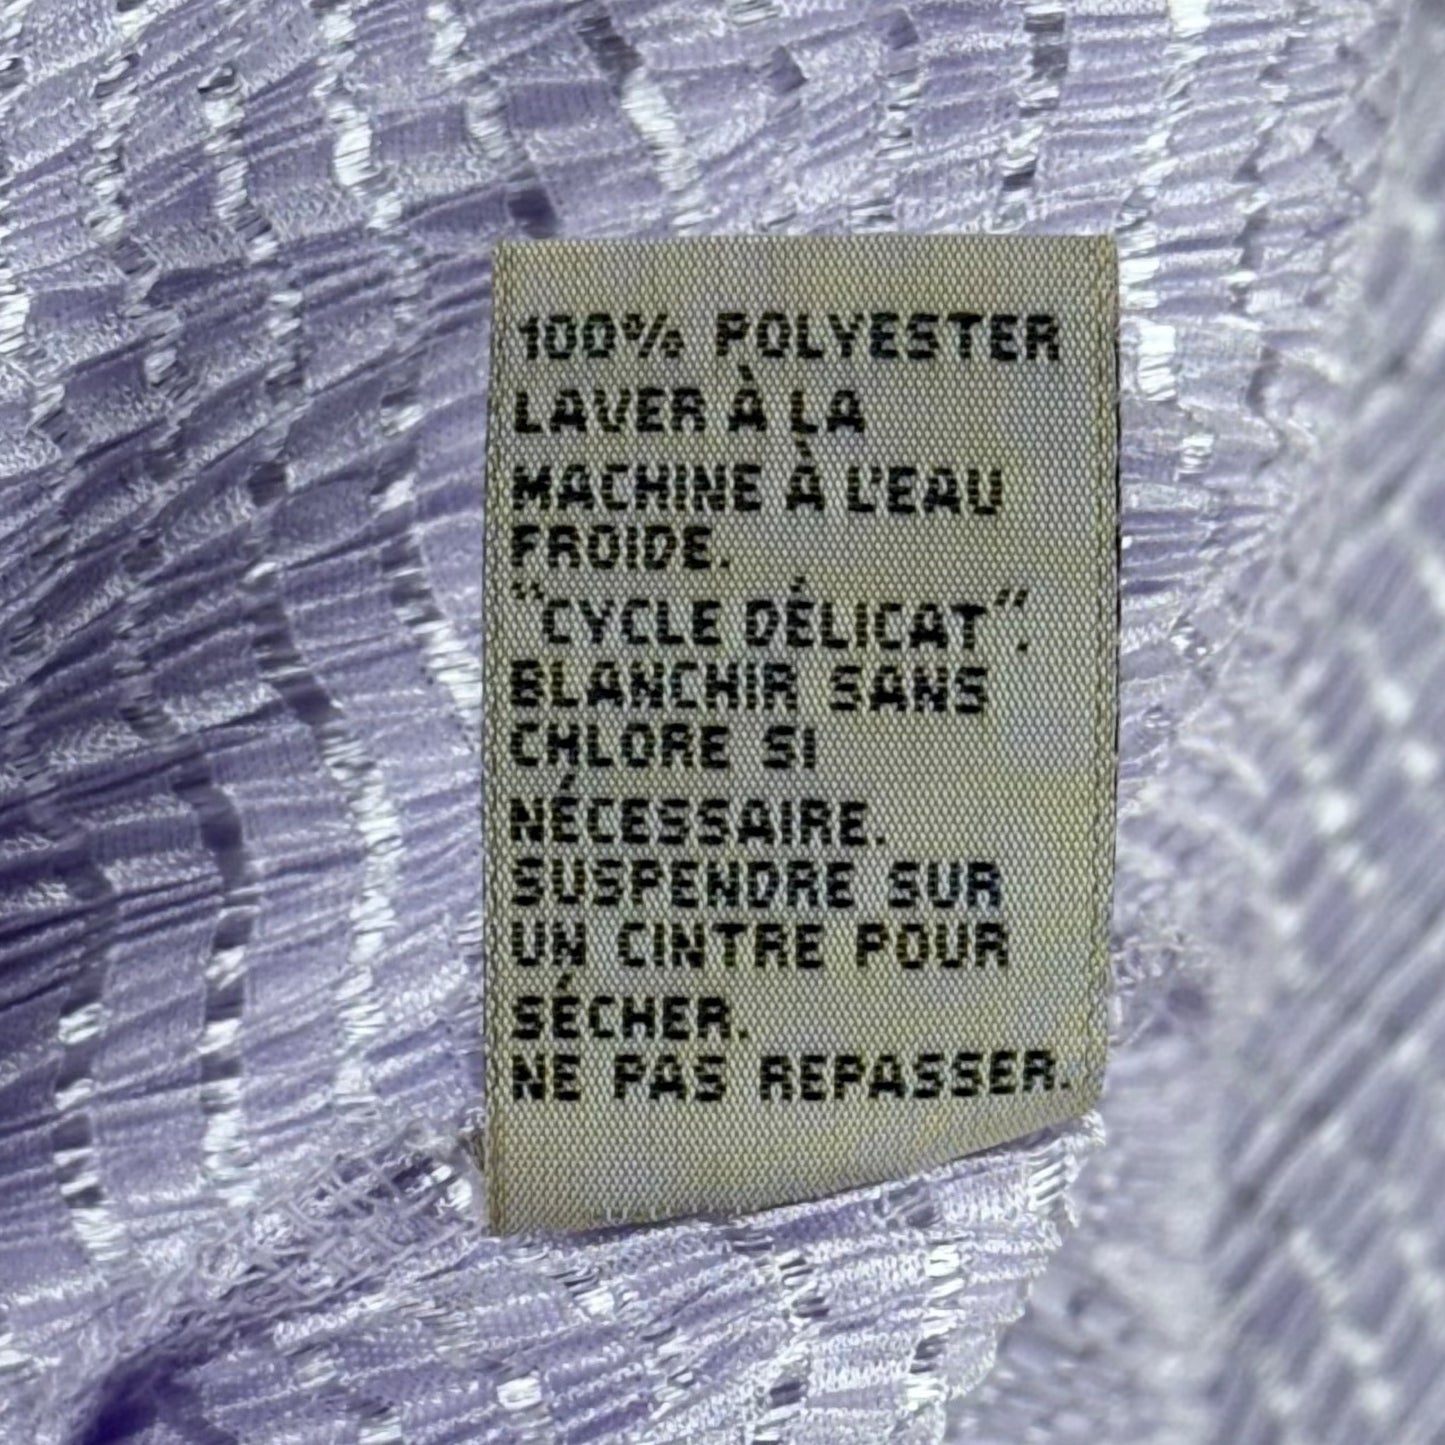 100% POLYESTER
LAVER À LA
MACHINE À L'EAU
FROIDE.
"CYCLE DÉLICAT".
BLANCHIR SANS
CHLORE SI
NÉCESSAIRE.
SUSPENDRE SUR
UN CINTRE POUR
SÉCHER.
NE PAS REPASSER.